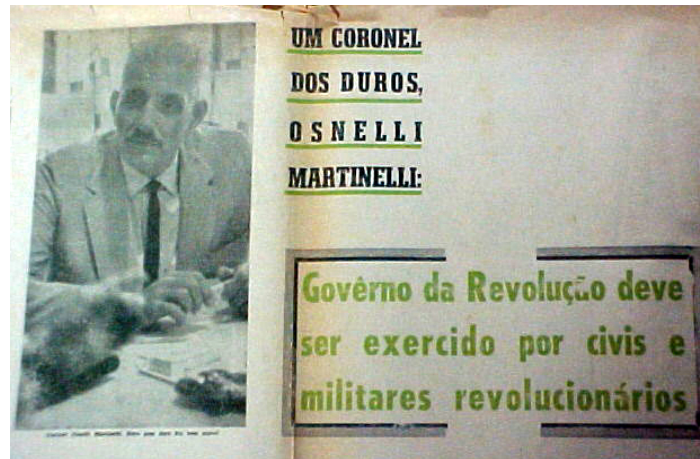 UM CORONEL
DOS DUROS,
OSNELLI
MARTINELLI:
Govêrno da Revolução deve
ser exercido por civis e
militares revolucionários